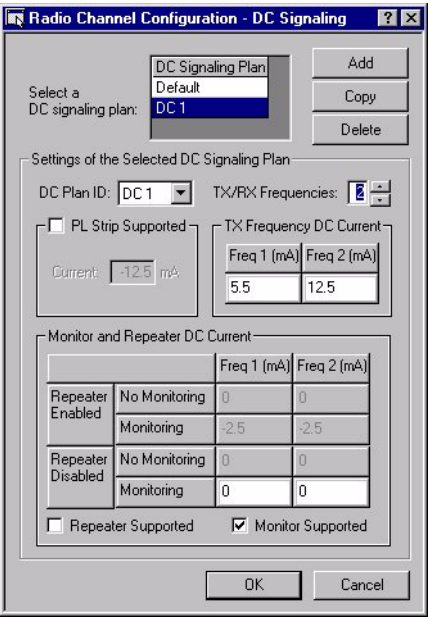 Radio Channel Configuration - DC Signaling
Select a
DC signaling plan:
DC Signaling Plan
Default
DC 1
Add
Copy
Delete
Settings of the Selected DC Signaling Plan
DC Plan ID: DC 1 TX/RX Frequencies: 2
PL Strip Supported
Current: -12.5 mA
TX Frequency DC Current
Freq 1 (mA) Freq 2 (mA)
5.5 12.5
Monitor and Repeater DC Current
Freq 1 (mA) Freq 2 (mA)
Repeater Enabled No Monitoring 0 0
Monitoring -2.5 -2.5
Repeater Disabled No Monitoring 0 0
Monitoring 0 0
Repeater Supported Monitor Supported
OK Cancel